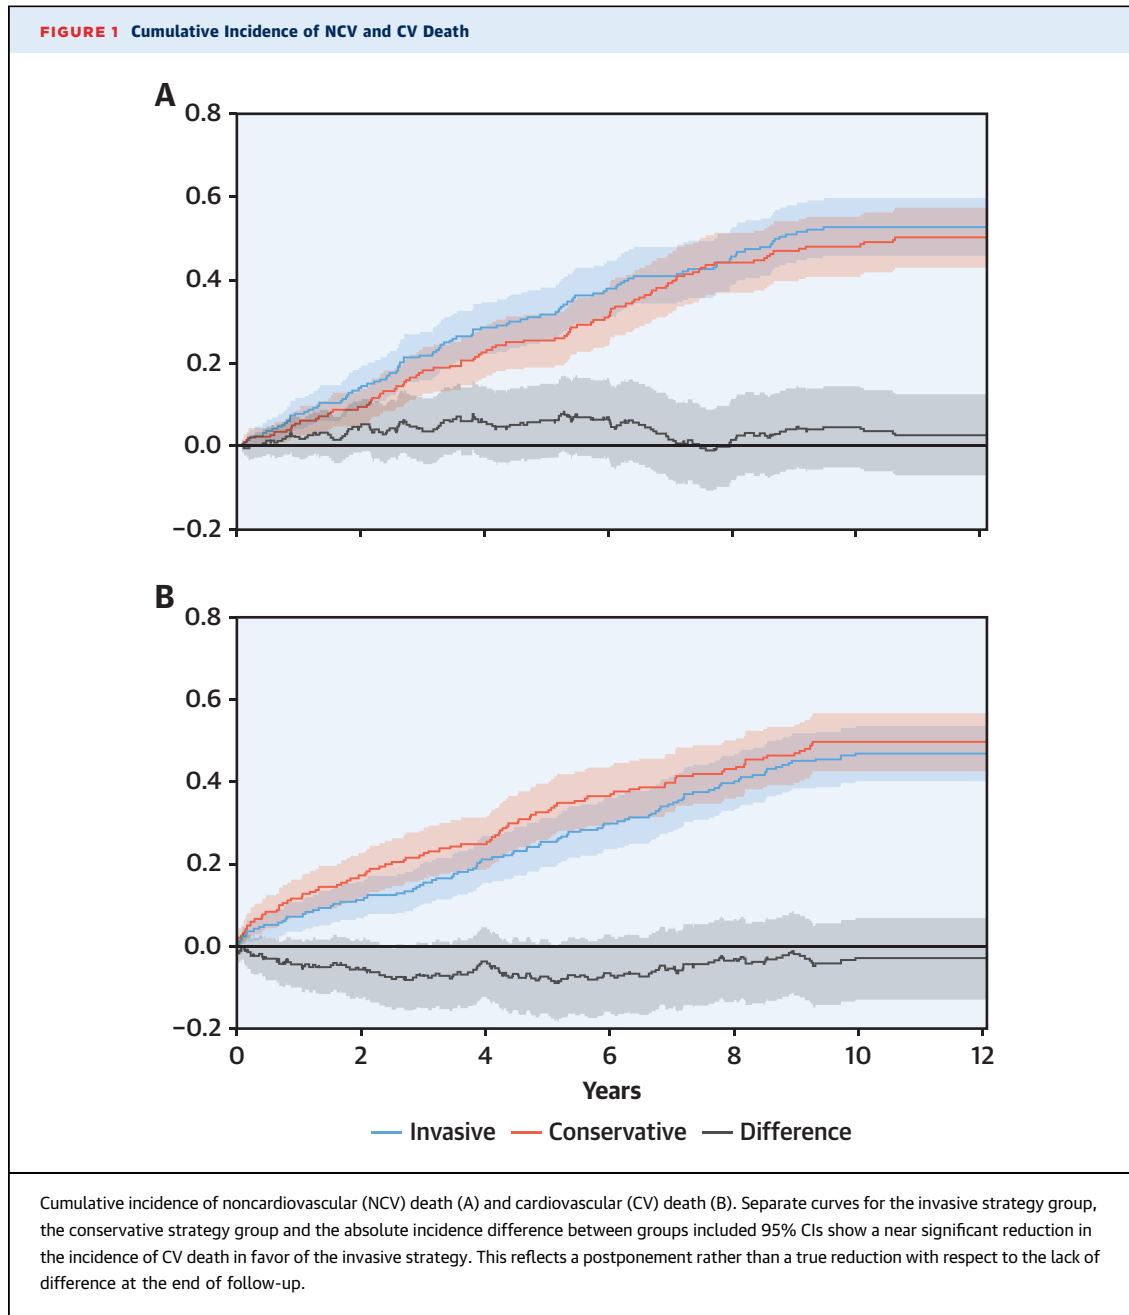 FIGURE 1 Cumulative Incidence of NCV and CV Death
A
0.8
0.6
0.4
0.2
0.0
−0.2
B
0.8
0.6
0.4
0.2
0.0
−0.2
0 2 4 6 8 10 12
Years
Invasive Conservative Difference
Cumulative incidence of noncardiovascular (NCV) death (A) and cardiovascular (CV) death (B). Separate curves for the invasive strategy group,
the conservative strategy group and the absolute incidence difference between groups included 95% CIs show a near significant reduction in
the incidence of CV death in favor of the invasive strategy. This reflects a postponement rather than a true reduction with respect to the lack of
difference at the end of follow-up.